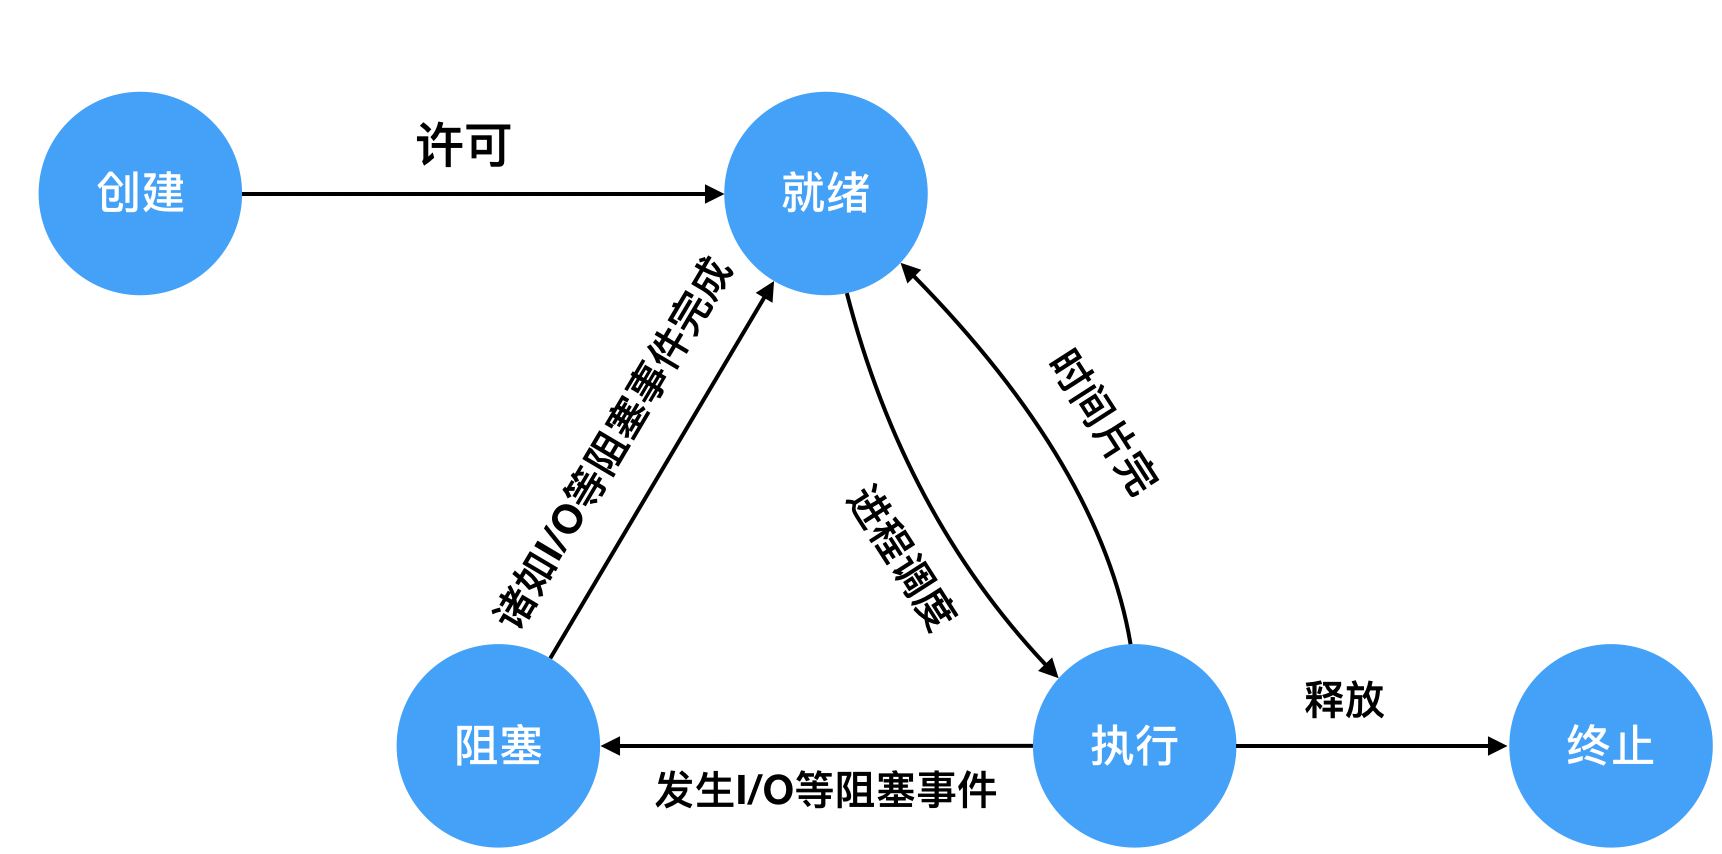 许可
创建
就绪
诸如I/O等阻塞事件完成
时间片完
进程调度
释放
阻塞
执行
终止
发生I/O等阻塞事件